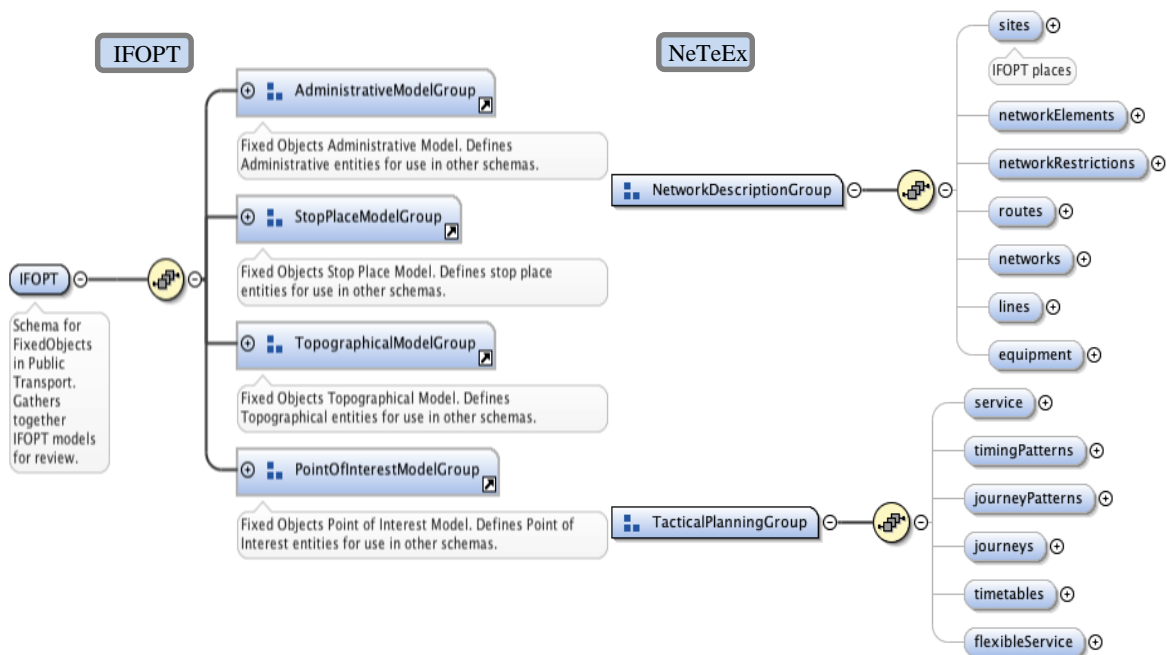 IFOPT
AdministrativeModelGroup
Fixed Objects Administrative Model. Defines
Administrative entities for use in other schemas.
StopPlaceModelGroup
Fixed Objects Stop Place Model. Defines stop place
entities for use in other schemas.
IFOPT
Schema for
FixedObjects
in Public
Transport.
Gathers
together
IFOPT models
for review.
TopographicalModelGroup
Fixed Objects Topographical Model. Defines
Topographical entities for use in other schemas.
PointOfInterestModelGroup
Fixed Objects Point of Interest Model. Defines Point of
Interest entities for use in other schemas.
NeTeEx
NetworkDescriptionGroup
sites
IFOPT places
networkElements
networkRestrictions
routes
networks
lines
equipment
TacticalPlanningGroup
service
timingPatterns
journeyPatterns
journeys
timetables
flexibleService